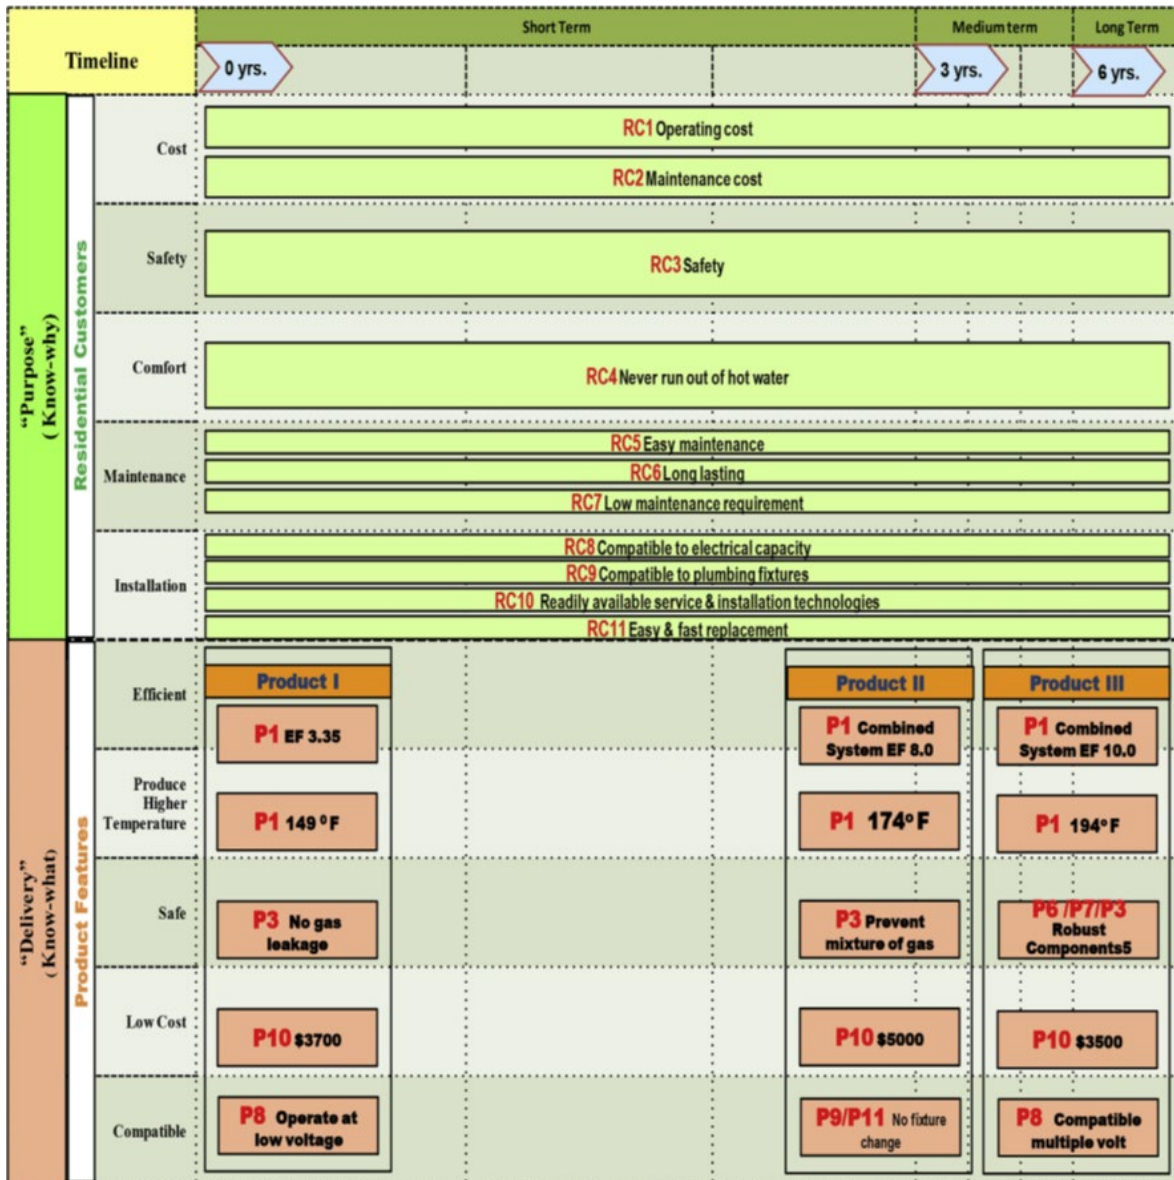 Short Term
Medium term
Long Term
Timeline
0 yrs.
3 yrs.
6 yrs.
“Purpose”
( Know-why)
Residential Customers
Cost
RC1 Operating cost
RC2 Maintenance cost
Safety
RC3 Safety
Comfort
RC4 Never run out of hot water
Maintenance
RC5 Easy maintenance
RC6 Long lasting
RC7 Low maintenance requirement
Installation
RC8 Compatible to electrical capacity
RC9 Compatible to plumbing fixtures
RC10 Readily available service & installation technologies
RC11 Easy & fast replacement
“Delivery”
( Know-what)
Product Features
Product I
Product II
Product III
Efficient
P1 EF 3.35
P1 Combined
System EF 8.0
P1 Combined
System EF 10.0
Produce
Higher
Temperature
P1 149 ⁰ F
P1 174⁰ F
P1 194⁰ F
Safe
P3 No gas
leakage
P3 Prevent
mixture of gas
P6 /P7/P3
Robust
Components5
Low Cost
P10 $3700
P10 $5000
P10 $3500
Compatible
P8 Operate at
low voltage
P9/P11 No fixture
change
P8 Compatible
multiple volt